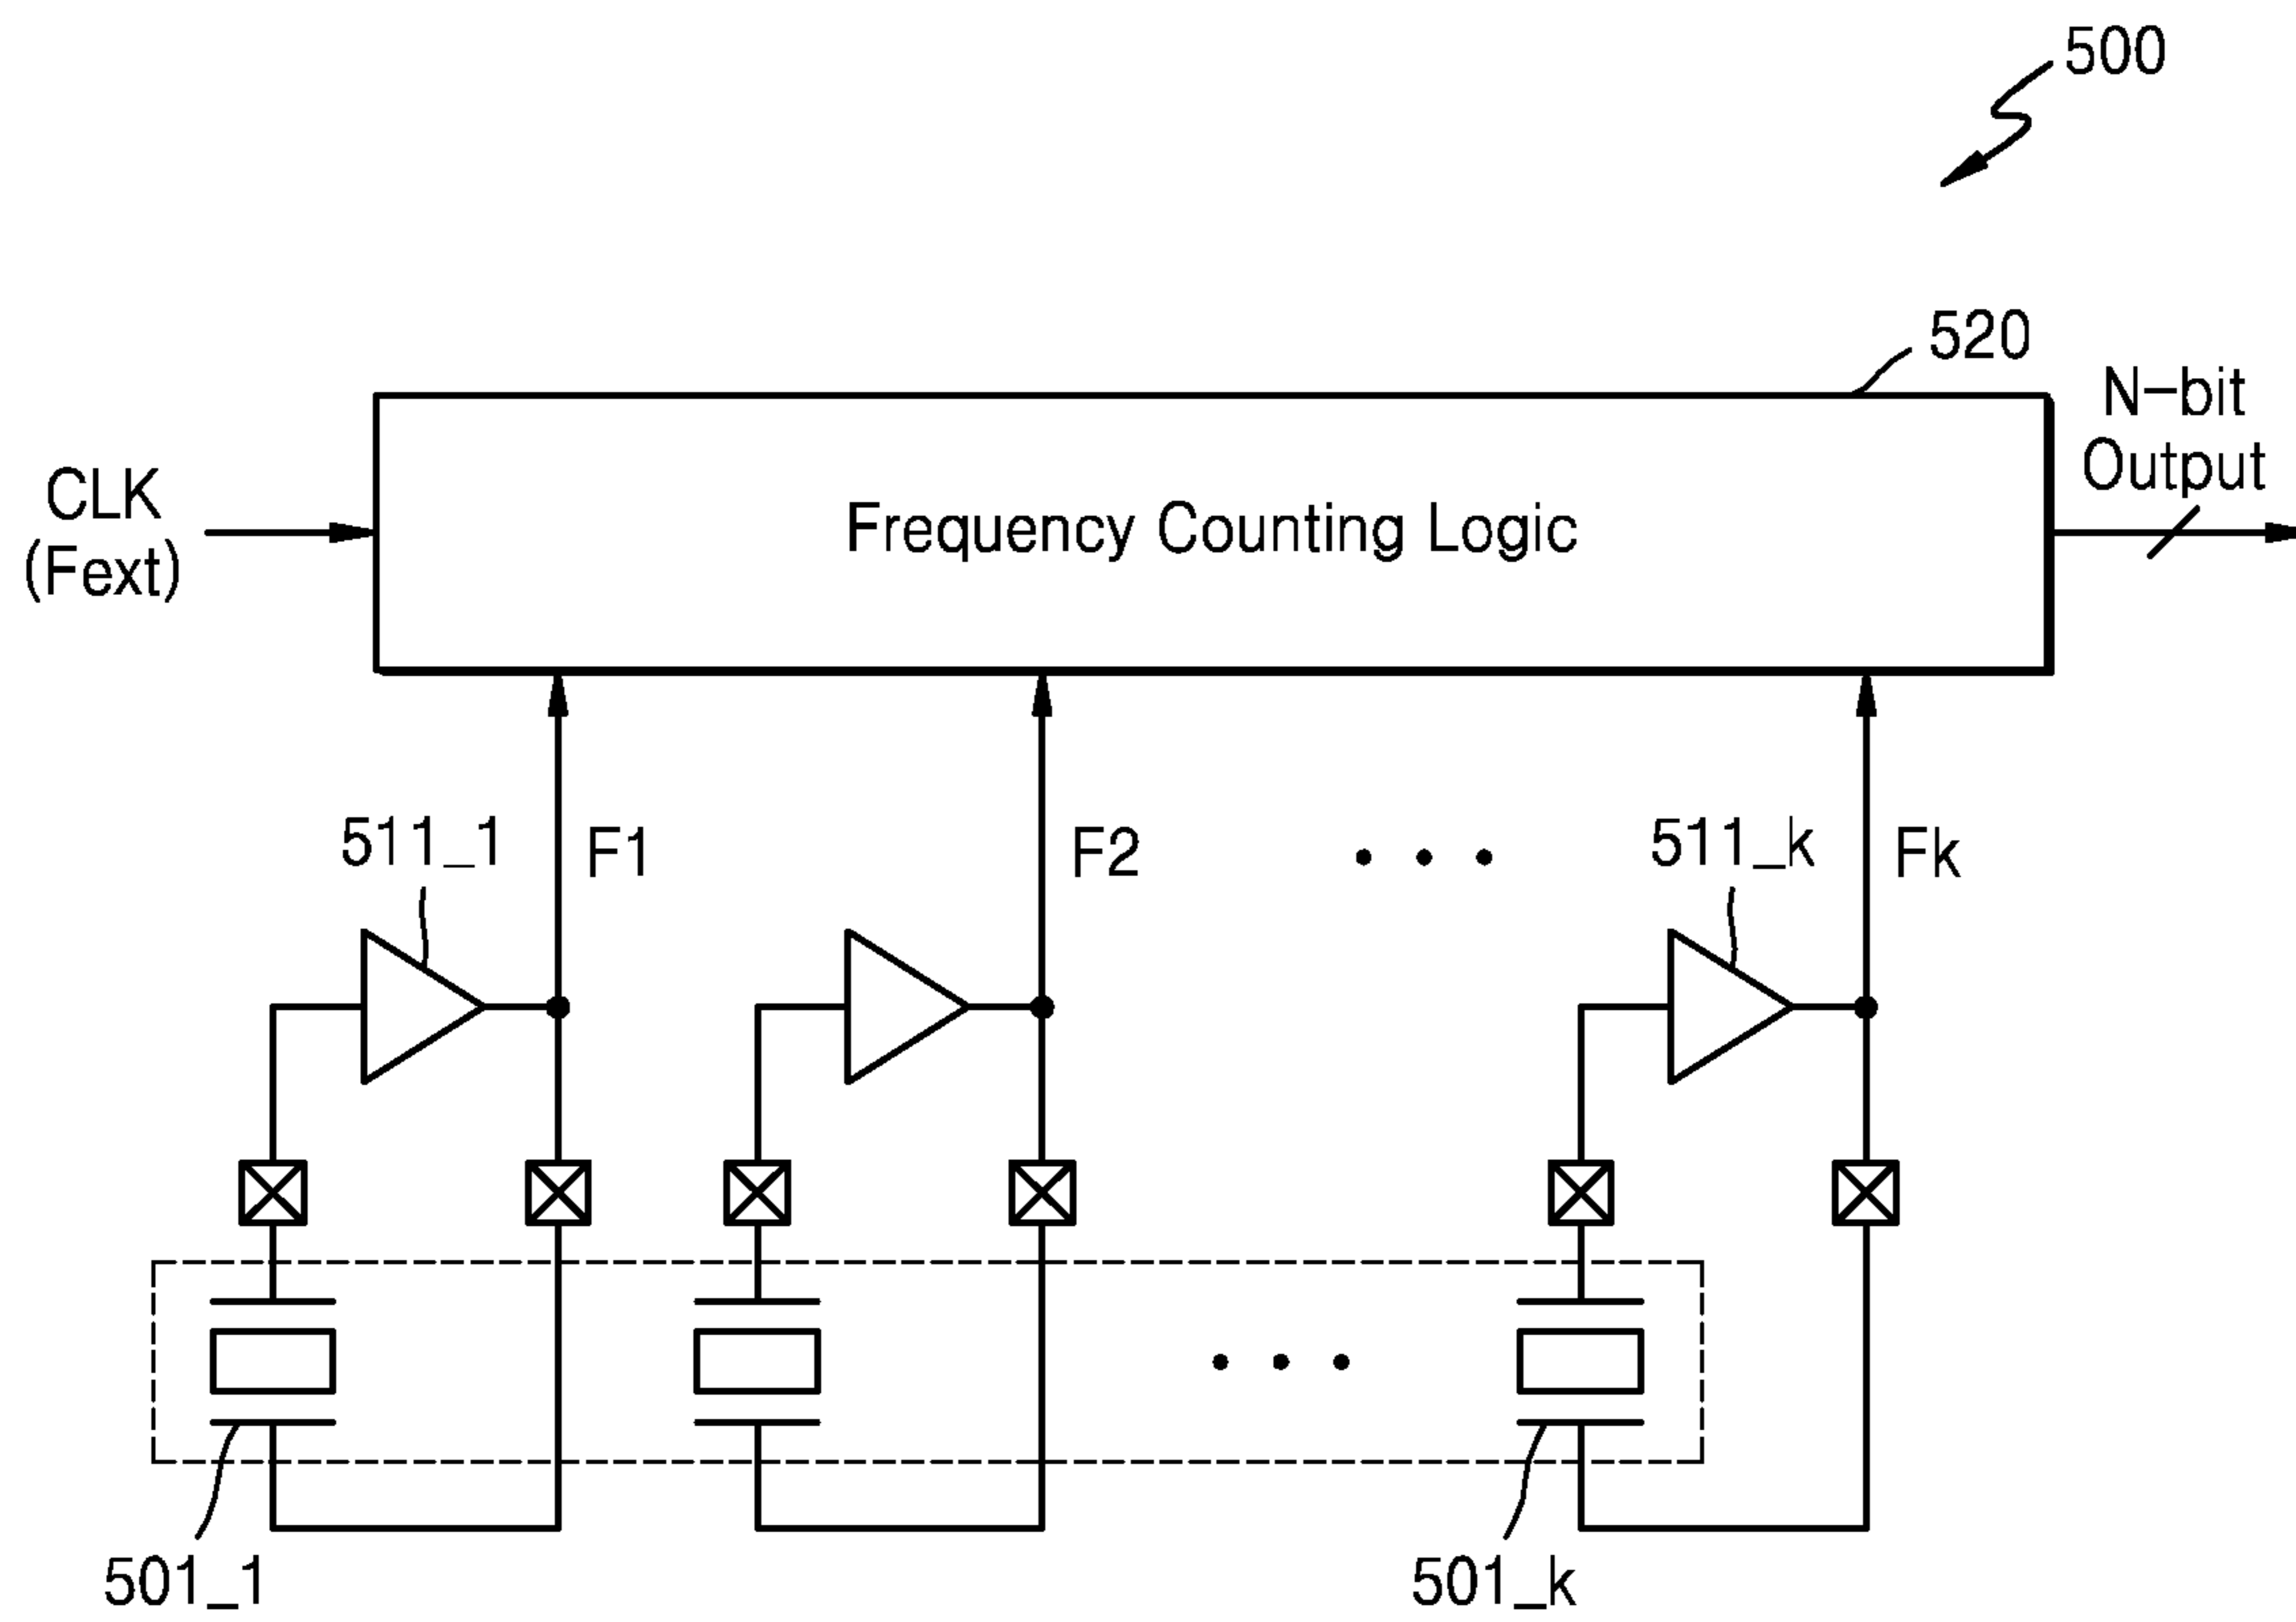 500
520
N-bit
Output
CLK
(Fext)
Frequency Counting Logic
511_1
F1
F2
511_k
Fk
501_1
501_k